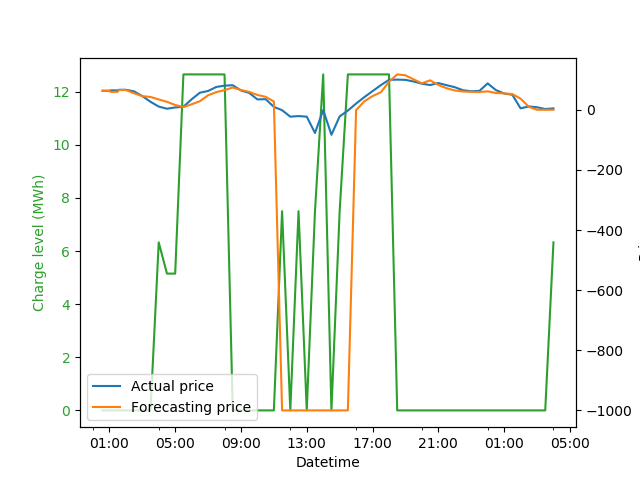 12
10
8
6
4
2
0
Charge level (MWh)
0
−200
−400
−600
−800
−1000
Actual price
Forecasting price
01:00 05:00 09:00 13:00 17:00 21:00 01:00 05:00
Datetime